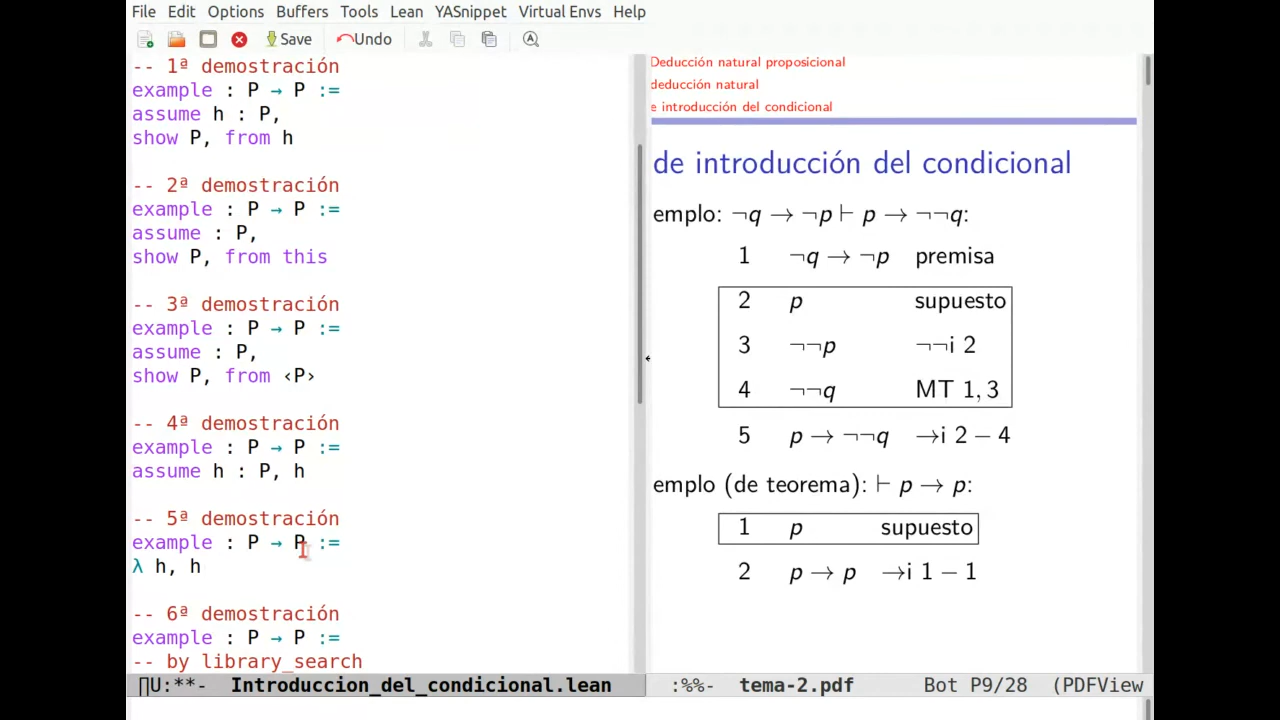 File Edit Options Buffers Tools Lean YASnippet Virtual Envs Help
Save Undo
-- 1ª demostración
example : P → P :=
assume h : P,
show P, from h
-- 2ª demostración
example : P → P :=
assume : P,
show P, from this
-- 3ª demostración
example : P → P :=
assume : P,
show P, from ‹P›
-- 4ª demostración
example : P → P :=
assume h : P, h
-- 5ª demostración
example : P → P :=
λ h, h
-- 6ª demostración
example : P → P :=
-- by library_search
∏U:**- Introduccion_del_condicional.lean
Deducción natural proposicional
deducción natural
e introducción del condicional
de introducción del condicional
emplo: ¬q → ¬p ⊢ p → ¬¬q:
1 ¬q → ¬p premisa
2 p supuesto
3 ¬¬p ¬¬i 2
4 ¬¬q MT 1, 3
5 p → ¬¬q →i 2 − 4
emplo (de teorema): ⊢ p → p:
1 p supuesto
2 p → p →i 1 − 1
:%%- tema-2.pdf Bot P9/28 (PDFView